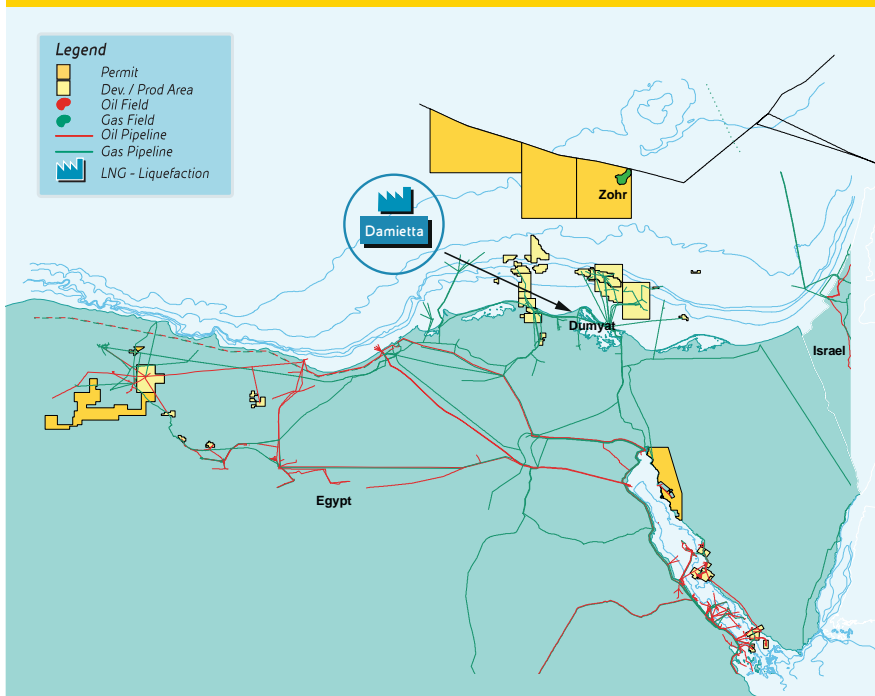 Legend
Permit
Dev. / Prod Area
Oil Field
Gas Field
Oil Pipeline
Gas Pipeline
LNG - Liquefaction
Zohr
Damietta
Dumyat
Israel
Egypt